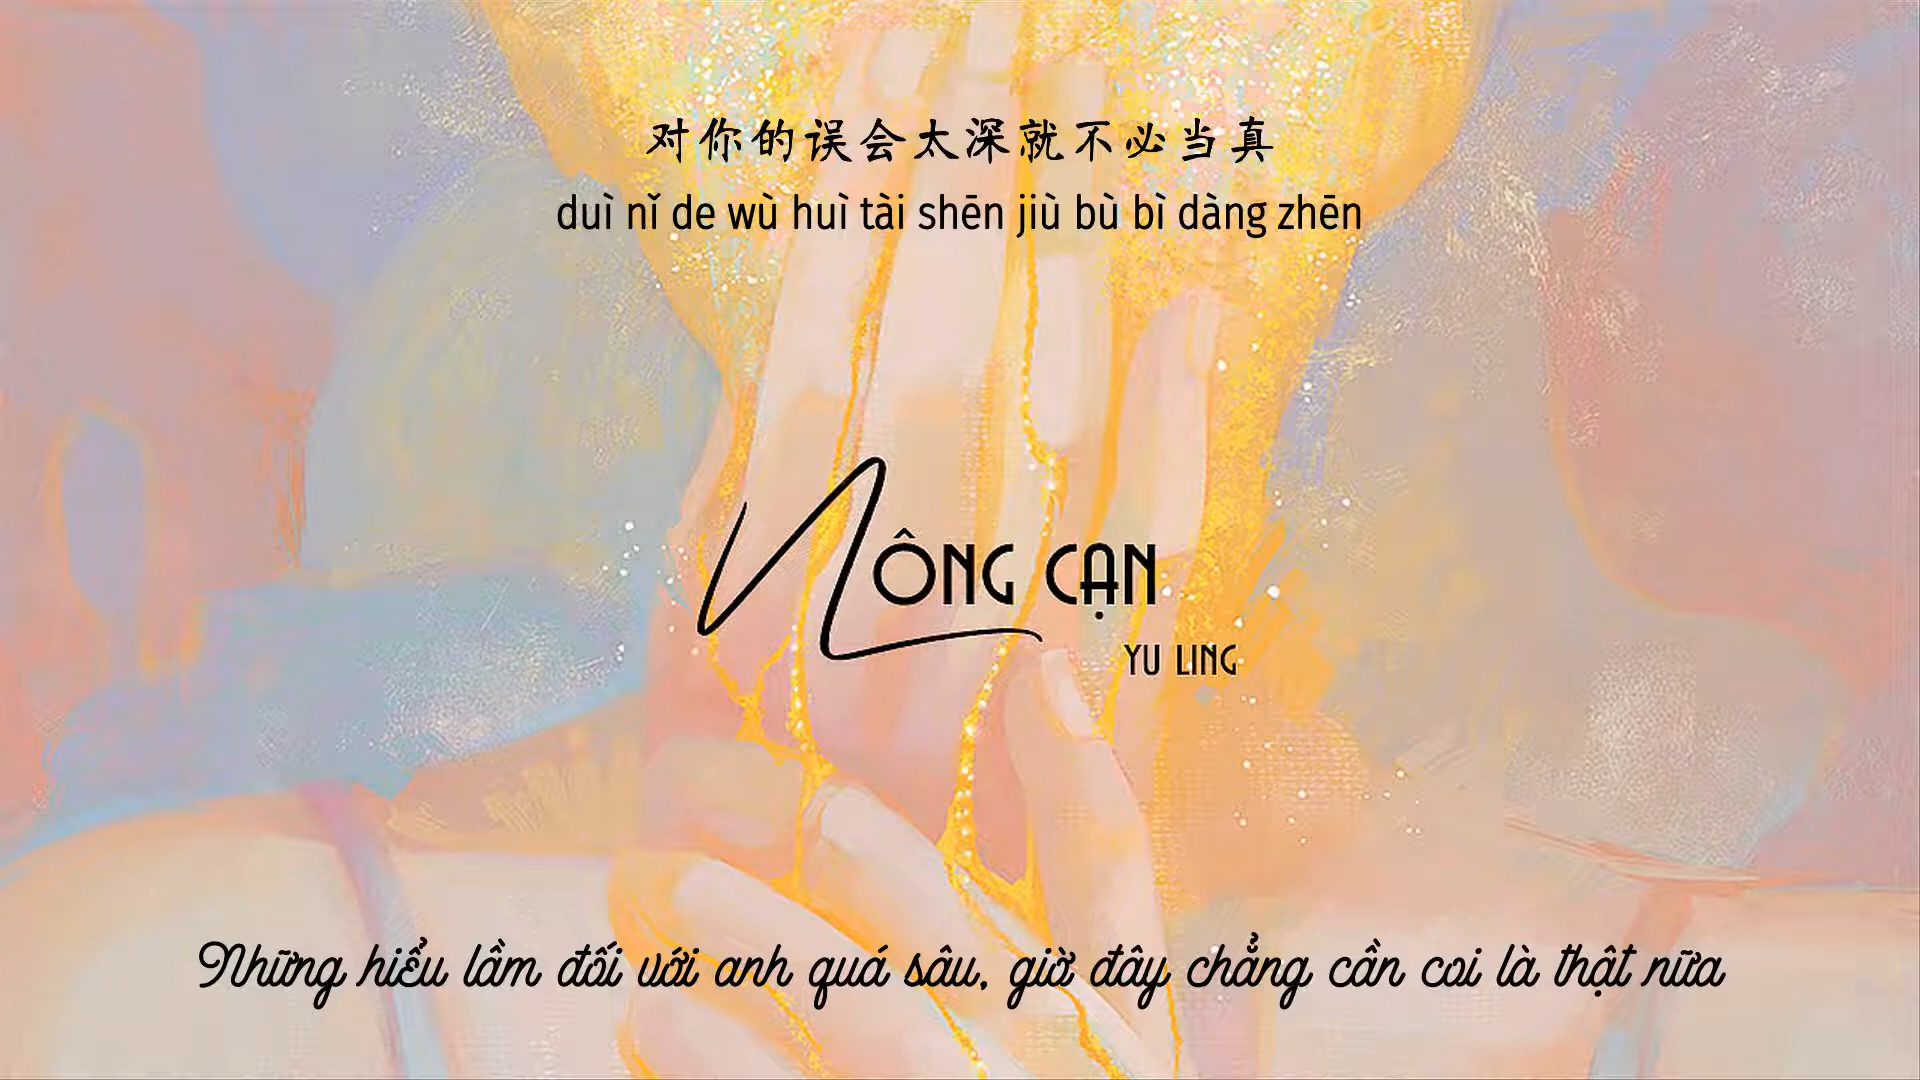 对你的误会太深就不必当真
duì nǐ de wù huì tài shēn jiù bù bì dàng zhēn
NÔNG CẠN
YU LING
Những hiểu lầm đối với anh quá sâu, giờ đây chẳng cần coi là thật nữa